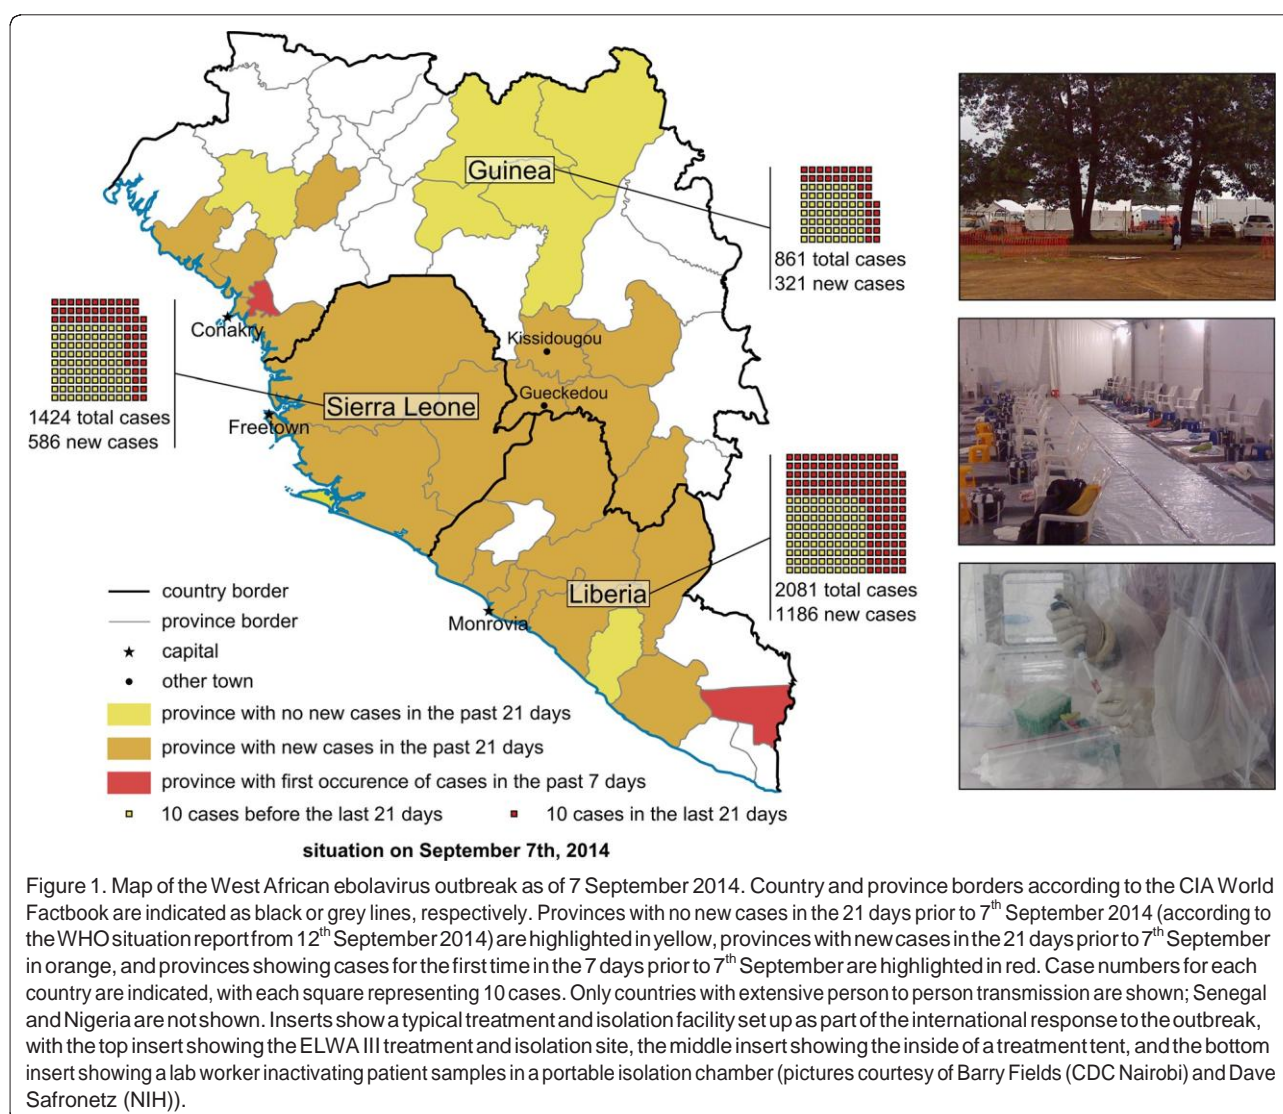 Guinea
861 total cases
321 new cases
Conakry
Kissidougou
Gueckedou
Sierra Leone
1424 total cases
586 new cases
Freetown
Liberia
2081 total cases
1186 new cases
Monrovia
country border
province border
capital
other town
province with no new cases in the past 21 days
province with new cases in the past 21 days
province with first occurence of cases in the past 7 days
10 cases before the last 21 days
10 cases in the last 21 days
situation on September 7th, 2014
Figure 1. Map of the West African ebolavirus outbreak as of 7 September 2014. Country and province borders according to the CIA World
Factbook are indicated as black or grey lines, respectively. Provinces with no new cases in the 21 days prior to 7th September 2014 (according to
the WHO situation report from 12th September 2014) are highlighted in yellow, provinces with new cases in the 21 days prior to 7th September
in orange, and provinces showing cases for the first time in the 7 days prior to 7th September are highlighted in red. Case numbers for each
country are indicated, with each square representing 10 cases. Only countries with extensive person to person transmission are shown; Senegal
and Nigeria are not shown. Inserts show a typical treatment and isolation facility set up as part of the international response to the outbreak,
with the top insert showing the ELWA III treatment and isolation site, the middle insert showing the inside of a treatment tent, and the bottom
insert showing a lab worker inactivating patient samples in a portable isolation chamber (pictures courtesy of Barry Fields (CDC Nairobi) and Dave
Safronetz (NIH)).